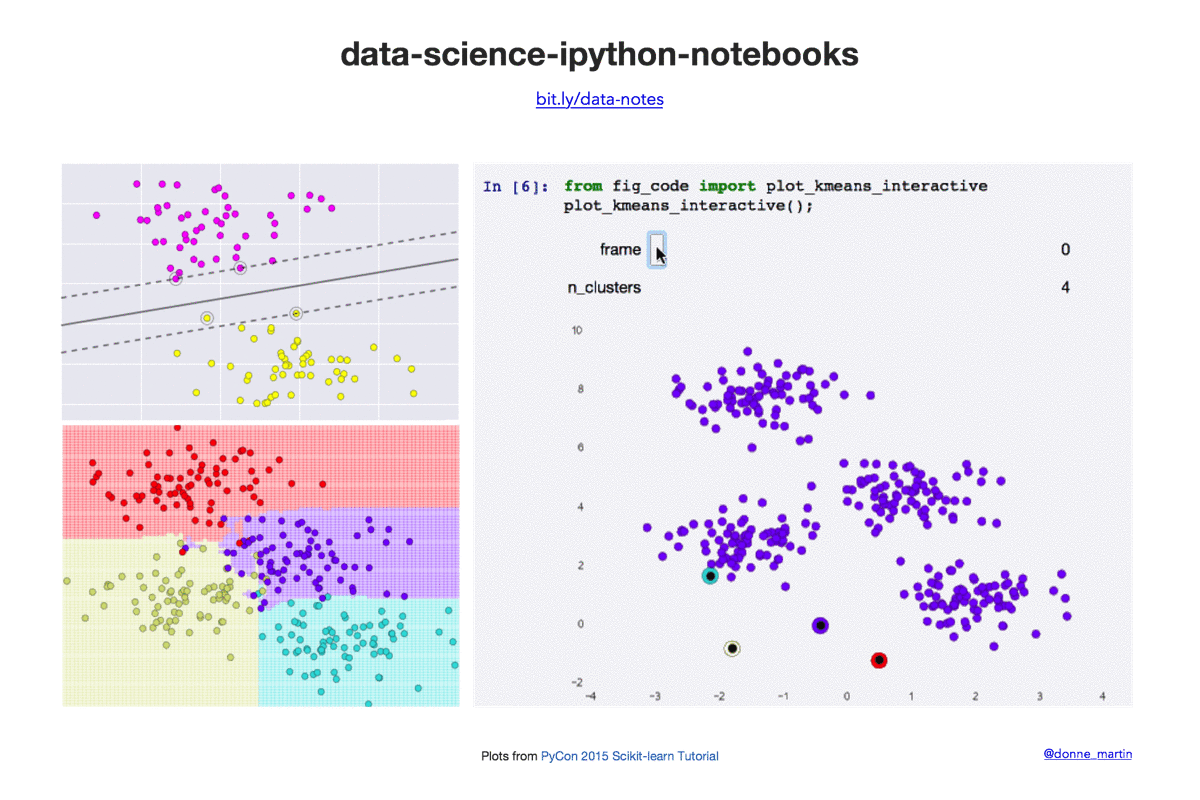 data-science-ipython-notebooks
bit.ly/data-notes
In [6]: from fig_code import plot_kmeans_interactive
plot_kmeans_interactive();
frame 0
n_clusters 4
10
8
6
4
2
0
-2
-4 -3 -2 -1 0 1 2 3 4
Plots from PyCon 2015 Scikit-learn Tutorial
@donne_martin